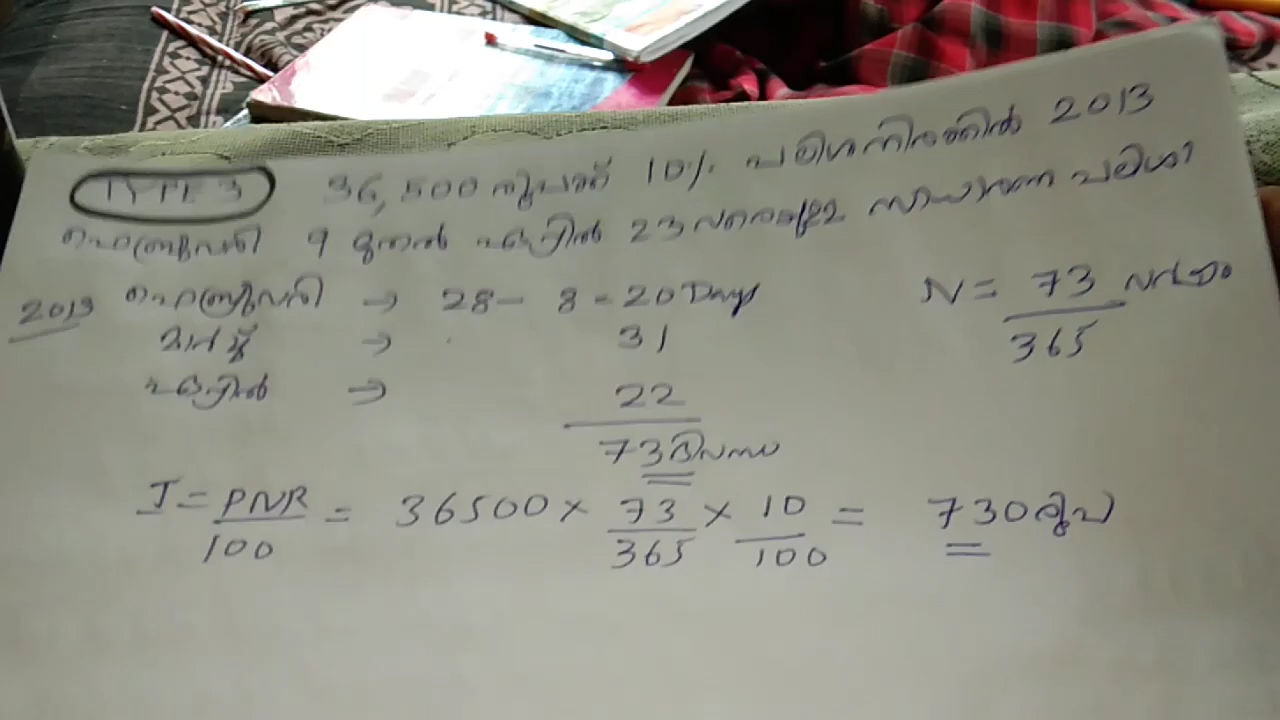 TYPE 3 36,500 രൂപക്ക് 10% പലിശനിരക്കിൽ 2013
ഫെബ്രുവരി 9 മുതൽ ഏപ്രിൽ 23 വരെയുള്ള സാധാരണ പലിശ
2013 ഫെബ്രുവരി → 28 - 8 = 20 Days N = 73/365 വർഷം
മാർച്ച് → 31
ഏപ്രിൽ → 22
73 ദിവസം
I = PNR/100 = 36500 × 73/365 × 10/100 = 730 രൂപ